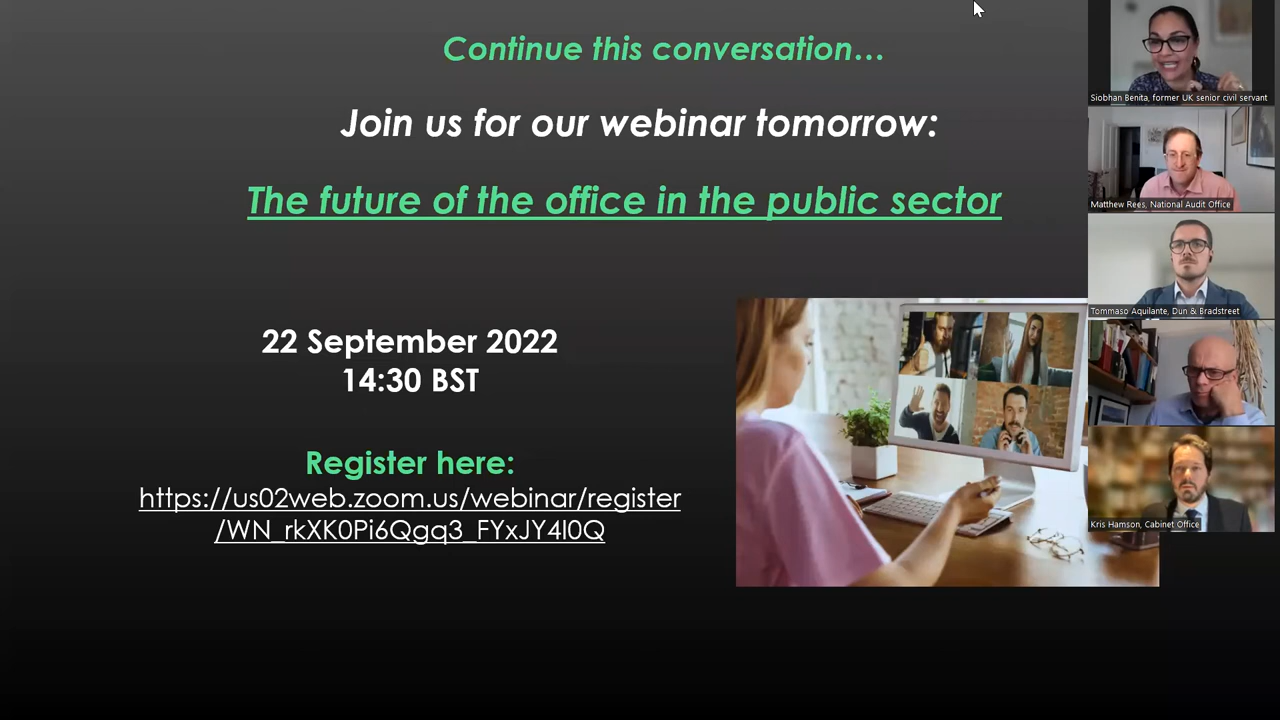 Continue this conversation...
Join us for our webinar tomorrow:
The future of the office in the public sector
22 September 2022
14:30 BST
Register here:
https://us02web.zoom.us/webinar/register
/WN_rkXK0Pi6Qgq3_FYxJY4I0Q
Siobhan Benita, former UK senior civil servant
Matthew Rees, National Audit Office
Tommaso Aquilante, Dun & Bradstreet
Kris Hamson, Cabinet Office